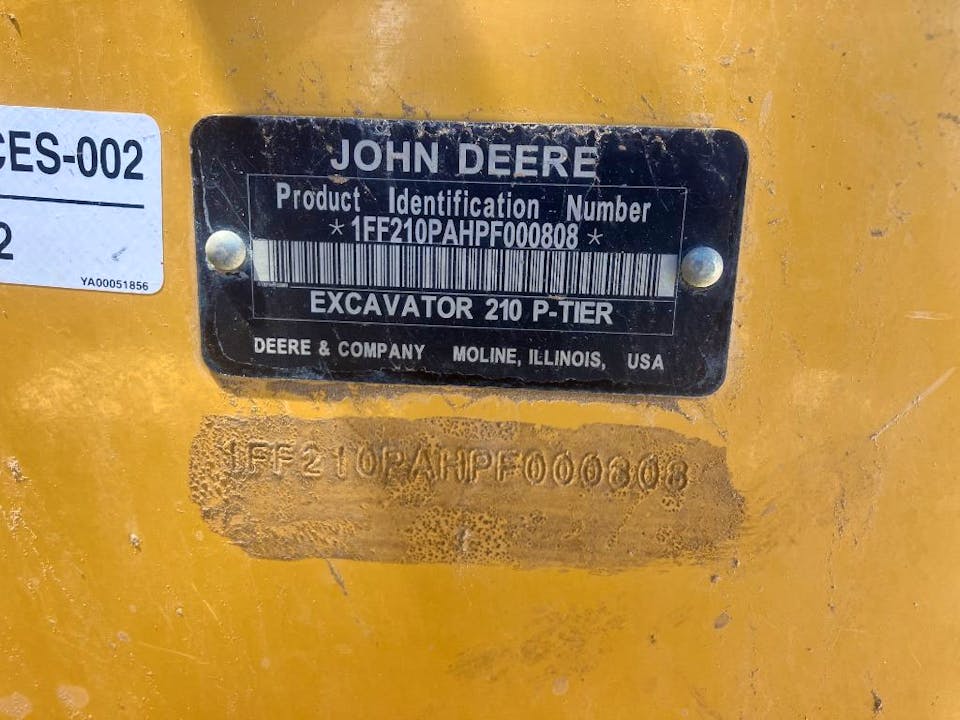 CES-002
2
YA00051856
JOHN DEERE
Product Identification Number
*1FF210PAHPF000808*
EXCAVATOR 210 P-TIER
DEERE & COMPANY MOLINE, ILLINOIS, USA
1FF210PAHPF000808